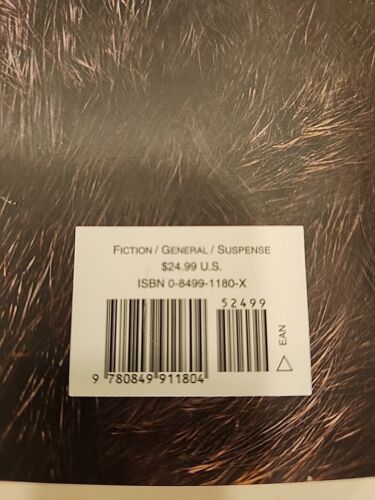 FICTION / GENERAL / SUSPENSE
$24.99 U.S.
ISBN 0-8499-1180-X
52499
EAN
9 780849 911804